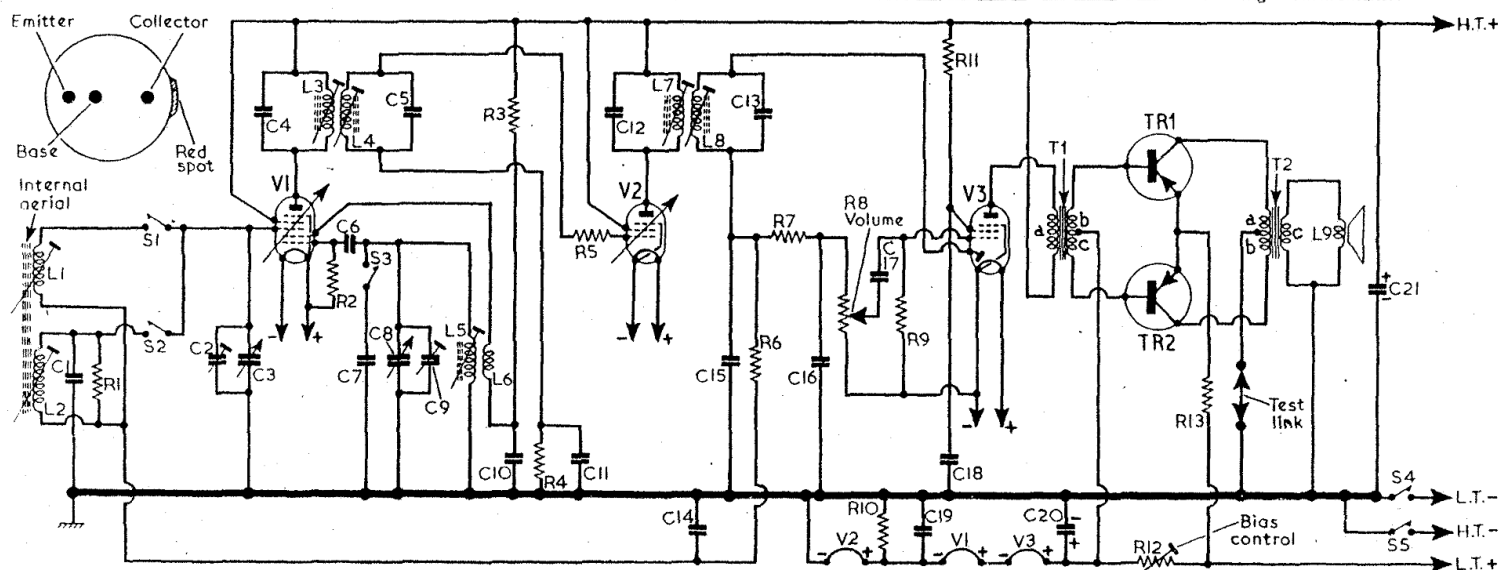 Emitter
Collector
Base
Red
spot
Internal
aerial
L1
L2
C1
R1
S1
S2
C2
C3
C4
L3
L4
C5
V1
C6
S3
R2
C7
C8
C9
L5
L6
R3
C10
R4
C11
C12
L7
L8
C13
V2
R5
C14
C15
R6
R7
C16
R8
Volume
C
17
R9
R10
C19
R11
V3
C18
C20
T1
a
b
c
TR1
TR2
T2
a
b
c
L9
R13
Test
link
C21
H.T.+
S4
L.T.-
H.T.-
S5
L.T.+
Bias
control
R12
- +
- +
- +
- V2 +
- V1 +
- V3 +
- +
+ -